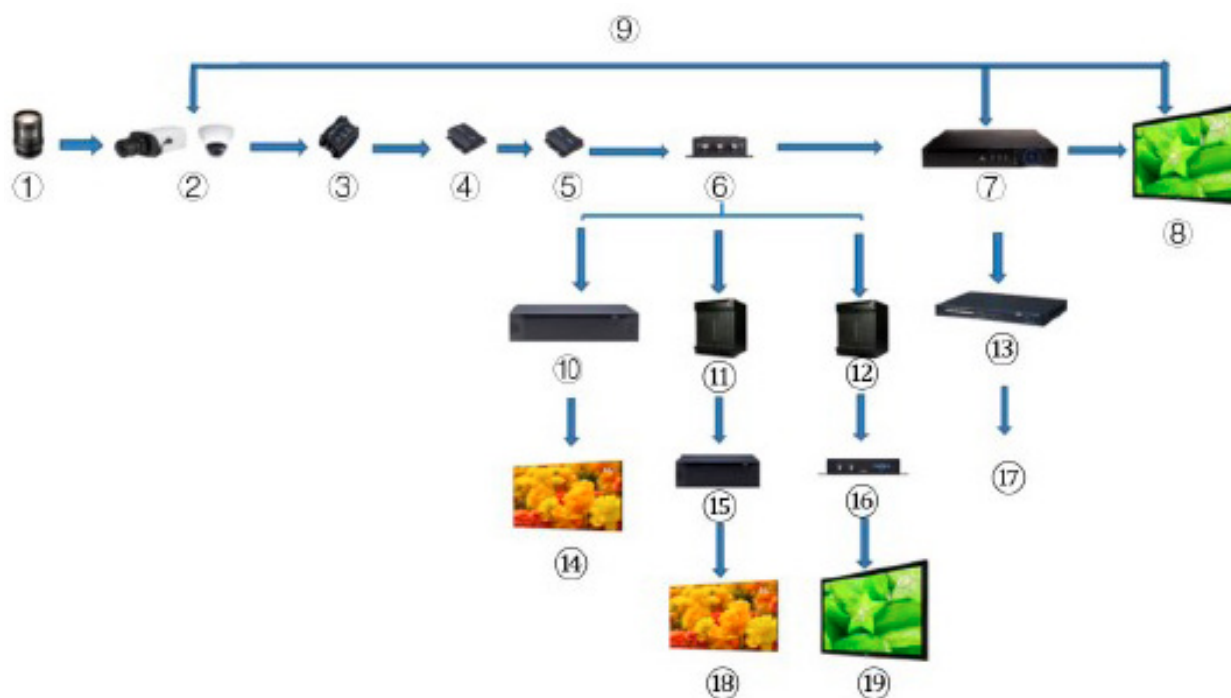 ⑨
① ② ③ ④ ⑤ ⑥ ⑦ ⑧
⑩ ⑪ ⑫ ⑬
⑭ ⑮ ⑯ ⑰
⑱ ⑲